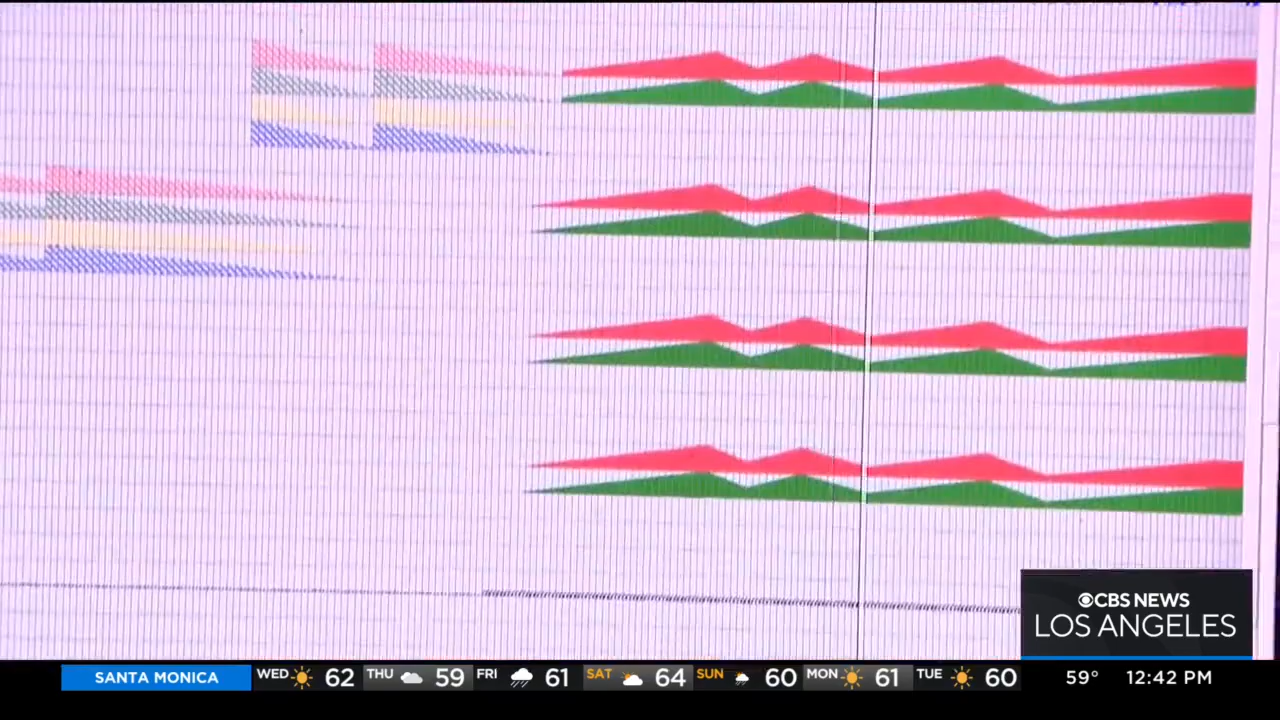 CBS NEWS
LOS ANGELES
SANTA MONICA WED 62 THU 59 FRI 61 SAT 64 SUN 60 MON 61 TUE 60 59° 12:42 PM